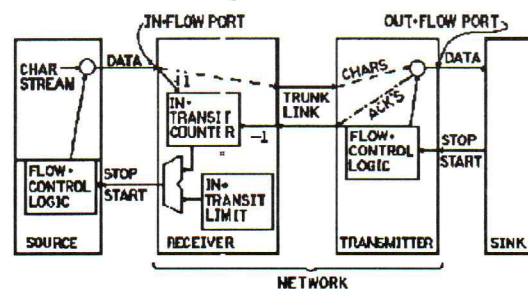 IN•FLOW PORT
OUT•FLOW PORT
CHAR STREAM
DATA
CHARS
DATA
TRUNK LINK
ACK'S
IN• TRANSIT COUNTER
-1
FLOW• CONTROL LOGIC
STOP
START
FLOW• CONTROL LOGIC
STOP
START
IN• TRANSIT LIMIT
SOURCE
RECEIVER
TRANSMITTER
SINK
NETWORK